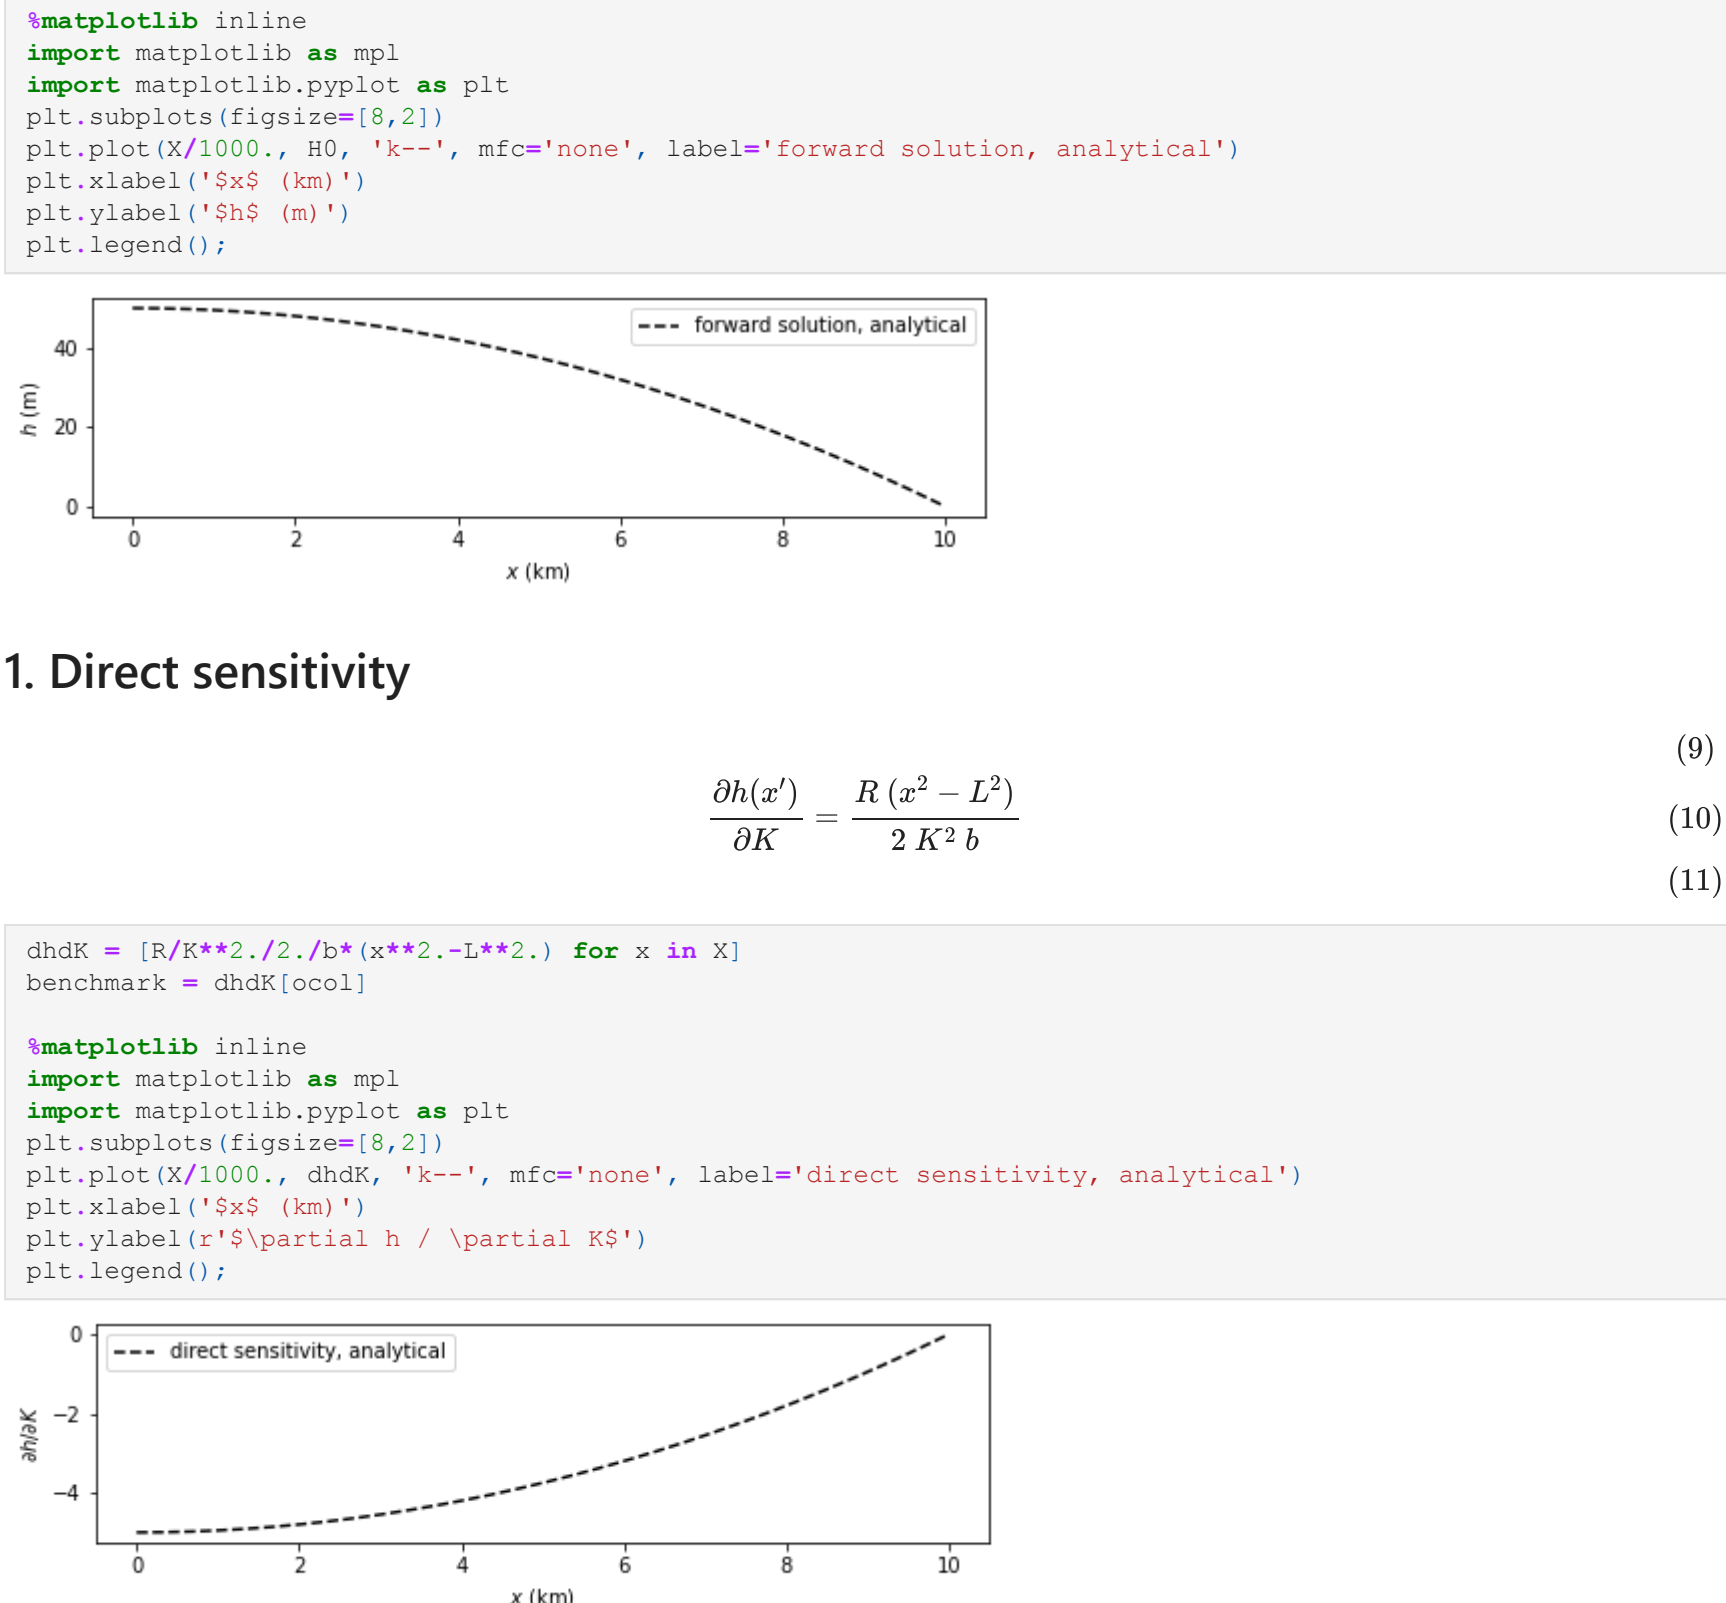 %matplotlib inline
import matplotlib as mpl
import matplotlib.pyplot as plt
plt.subplots(figsize=[8,2])
plt.plot(X/1000., H0, 'k--', mfc='none', label='forward solution, analytical')
plt.xlabel('$x$ (km)')
plt.ylabel('$h$ (m)')
plt.legend();
forward solution, analytical
40
20
0
h (m)
0 2 4 6 8 10
x (km)
1. Direct sensitivity
(9)
∂h(x′)/∂K = R (x² − L²)/2 K² b (10)
(11)
dhdK = [R/K**2./2./b*(x**2.-L**2.) for x in X]
benchmark = dhdK[ocol]
%matplotlib inline
import matplotlib as mpl
import matplotlib.pyplot as plt
plt.subplots(figsize=[8,2])
plt.plot(X/1000., dhdK, 'k--', mfc='none', label='direct sensitivity, analytical')
plt.xlabel('$x$ (km)')
plt.ylabel(r'$\partial h / \partial K$')
plt.legend();
direct sensitivity, analytical
0
−2
−4
∂h/∂K
0 2 4 6 8 10
x (km)